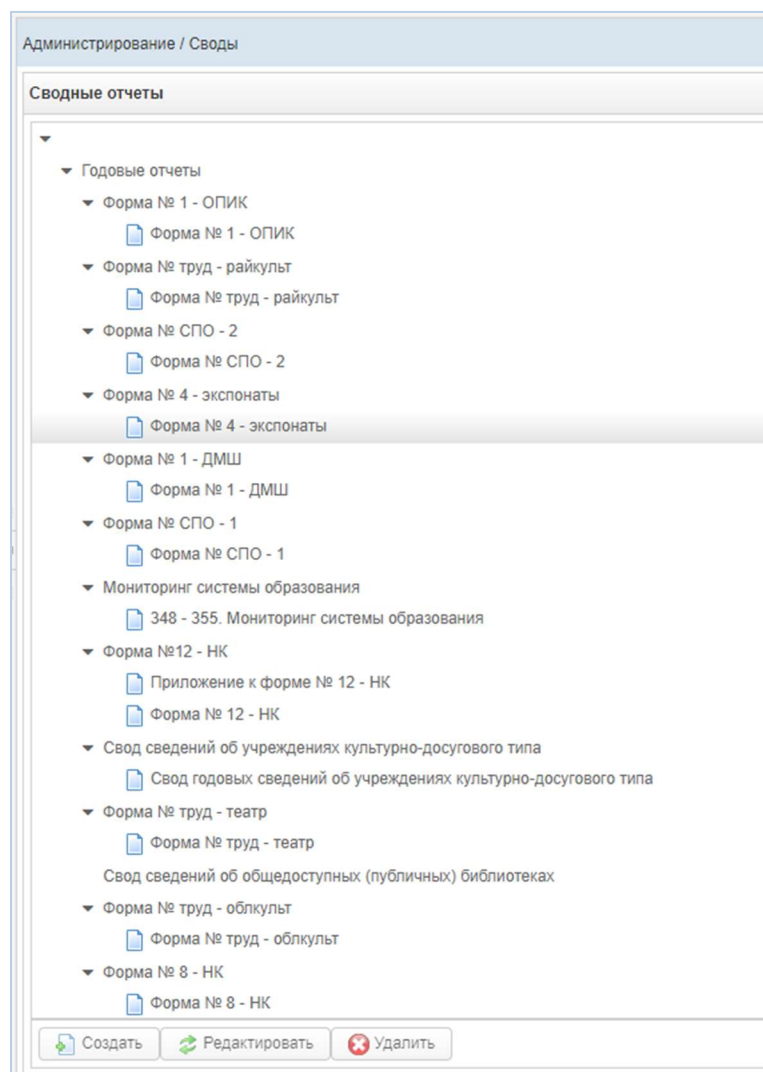 Администрирование / Своды
Сводные отчеты
Годовые отчеты
Форма № 1 - ОПИК
Форма № 1 - ОПИК
Форма № труд - райкульт
Форма № труд - райкульт
Форма № СПО - 2
Форма № СПО - 2
Форма № 4 - экспонаты
Форма № 4 - экспонаты
Форма № 1 - ДМШ
Форма № 1 - ДМШ
Форма № СПО - 1
Форма № СПО - 1
Мониторинг системы образования
348 - 355. Мониторинг системы образования
Форма №12 - НК
Приложение к форме № 12 - НК
Форма № 12 - НК
Свод сведений об учреждениях культурно-досугового типа
Свод годовых сведений об учреждениях культурно-досугового типа
Форма № труд - театр
Форма № труд - театр
Свод сведений об общедоступных (публичных) библиотеках
Форма № труд - облкульт
Форма № труд - облкульт
Форма № 8 - НК
Форма № 8 - НК
Создать Редактировать Удалить